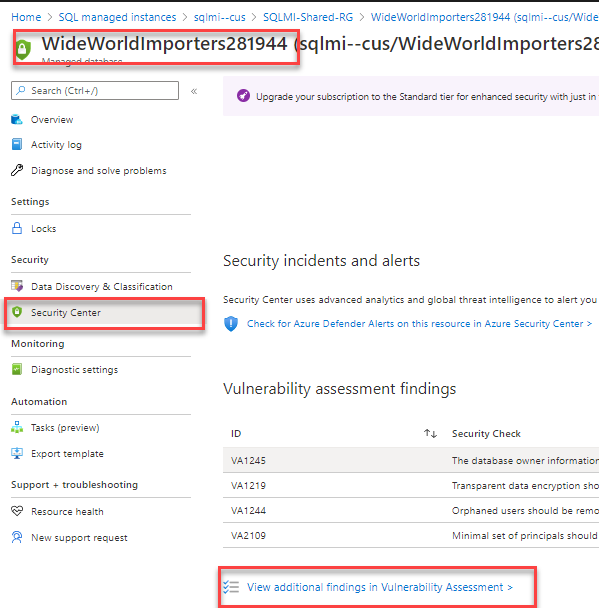 Home > SQL managed instances > sqlmi--cus > SQLMI-Shared-RG > WideWorldImporters281944 (sqlmi--cus/Wide
WideWorldImporters281944 (sqlmi--cus/WideWorldImporters28
Managed database
Search (Ctrl+/)
«
Upgrade your subscription to the Standard tier for enhanced security with just in
Overview
Activity log
Diagnose and solve problems
Settings
Locks
Security
Security incidents and alerts
Data Discovery & Classification
Security Center uses advanced analytics and global threat intelligence to alert you
Security Center
Check for Azure Defender Alerts on this resource in Azure Security Center >
Monitoring
Diagnostic settings
Vulnerability assessment findings
Automation
Tasks (preview)
ID ↑↓ Security Check
Export template
VA1245 The database owner information
Support + troubleshooting
VA1219 Transparent data encryption sho
Resource health
VA1244 Orphaned users should be remo
New support request
VA2109 Minimal set of principals should
View additional findings in Vulnerability Assessment >